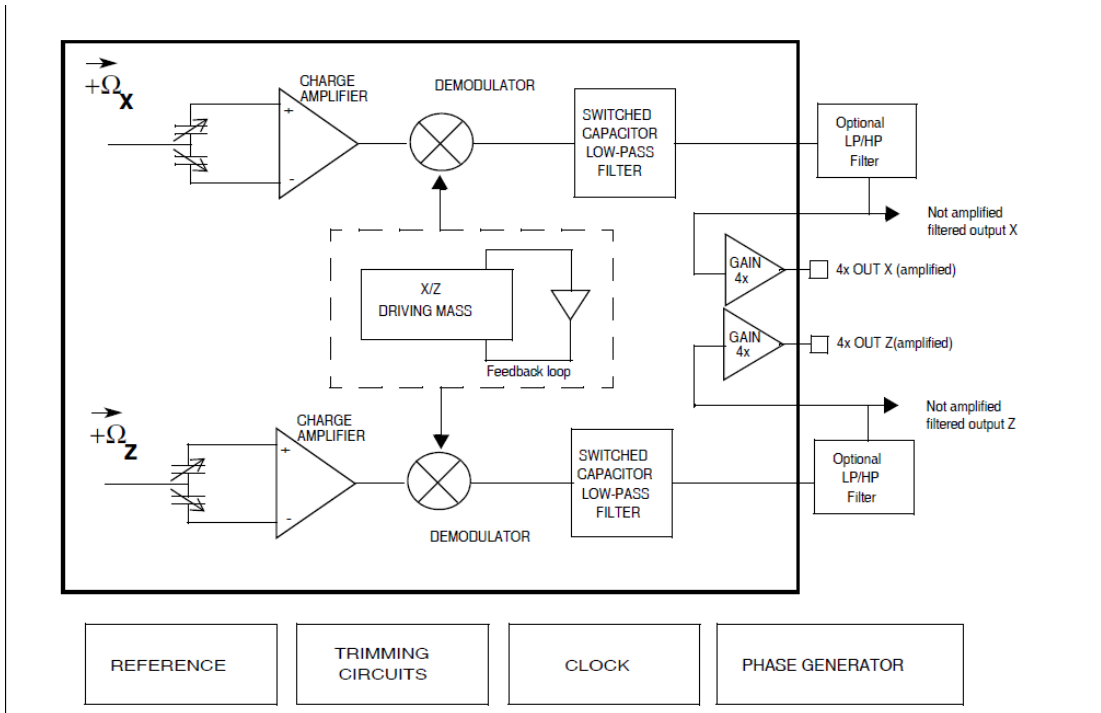 +Ω X
CHARGE
AMPLIFIER
DEMODULATOR
SWITCHED
CAPACITOR
LOW-PASS
FILTER
Optional
LP/HP
Filter
+
-
Not amplified
filtered output X
GAIN
4x
4x OUT X (amplified)
X/Z
DRIVING MASS
Feedback loop
GAIN
4x
4x OUT Z(amplified)
Not amplified
filtered output Z
+Ω Z
CHARGE
AMPLIFIER
+
-
DEMODULATOR
SWITCHED
CAPACITOR
LOW-PASS
FILTER
Optional
LP/HP
Filter
REFERENCE
TRIMMING
CIRCUITS
CLOCK
PHASE GENERATOR